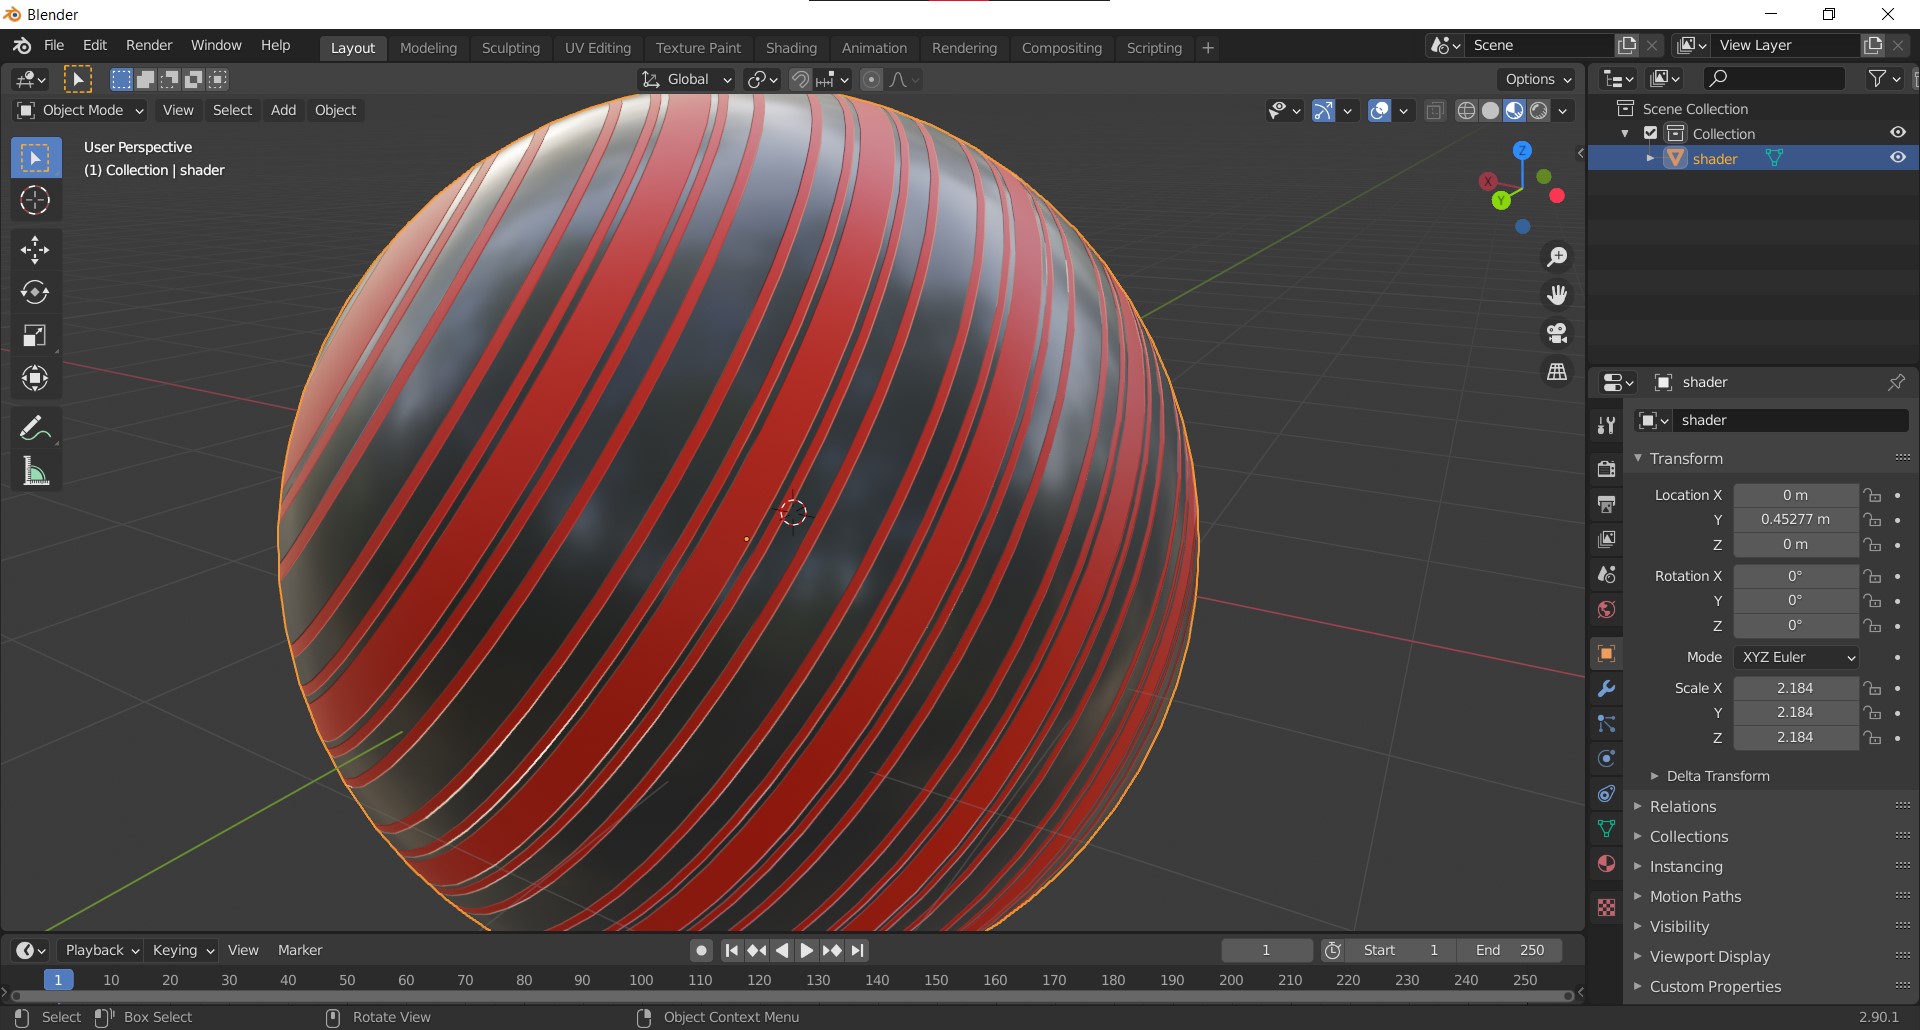 Blender
File Edit Render Window Help Layout Modeling Sculpting UV Editing Texture Paint Shading Animation Rendering Compositing Scripting + Scene View Layer
Global Options
Object Mode View Select Add Object
User Perspective
(1) Collection | shader
Z
X
Y
Scene Collection
Collection
shader
shader
shader
Transform
Location X 0 m
Y 0.45277 m
Z 0 m
Rotation X 0°
Y 0°
Z 0°
Mode XYZ Euler
Scale X 2.184
Y 2.184
Z 2.184
Delta Transform
Relations
Collections
Instancing
Motion Paths
Visibility
Viewport Display
Custom Properties
Playback Keying View Marker 1 Start 1 End 250
1 10 20 30 40 50 60 70 80 90 100 110 120 130 140 150 160 170 180 190 200 210 220 230 240 250
Select Box Select Rotate View Object Context Menu 2.90.1